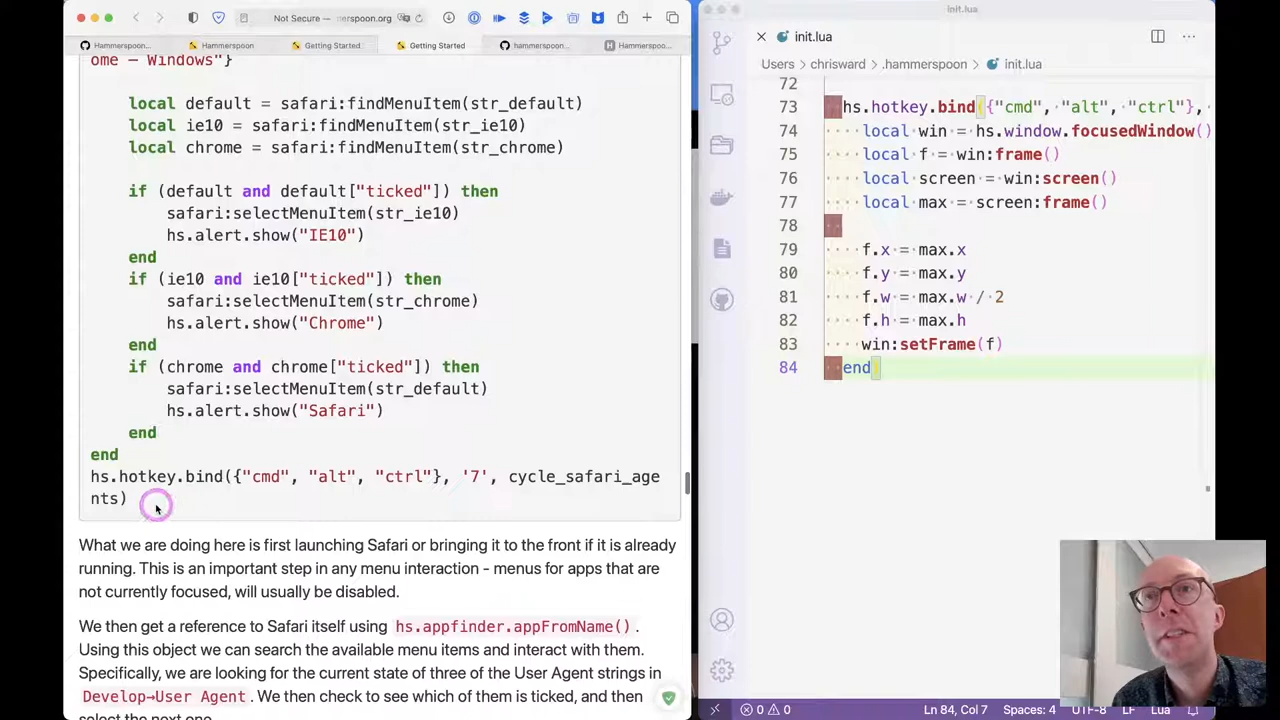 Not Secure — nerspoon.org
Hammerspoon...
Hammerspoon
Getting Started...
Getting Started
hammerspoon...
Hammerspoo...
ome — Windows"}
local default = safari:findMenuItem(str_default)
local ie10 = safari:findMenuItem(str_ie10)
local chrome = safari:findMenuItem(str_chrome)
if (default and default["ticked"]) then
safari:selectMenuItem(str_ie10)
hs.alert.show("IE10")
end
if (ie10 and ie10["ticked"]) then
safari:selectMenuItem(str_chrome)
hs.alert.show("Chrome")
end
if (chrome and chrome["ticked"]) then
safari:selectMenuItem(str_default)
hs.alert.show("Safari")
end
end
hs.hotkey.bind({"cmd", "alt", "ctrl"}, '7', cycle_safari_age
nts)
What we are doing here is first launching Safari or bringing it to the front if it is already
running. This is an important step in any menu interaction - menus for apps that are
not currently focused, will usually be disabled.
We then get a reference to Safari itself using hs.appfinder.appFromName() .
Using this object we can search the available menu items and interact with them.
Specifically, we are looking for the current state of three of the User Agent strings in
Develop→User Agent . We then check to see which of them is ticked, and then
select the next one.
init.lua
init.lua
Users chrisward .hammerspoon init.lua
72
73 hs.hotkey.bind({"cmd", "alt", "ctrl"},
74 local win = hs.window.focusedWindow()
75 local f = win:frame()
76 local screen = win:screen()
77 local max = screen:frame()
78
79 f.x = max.x
80 f.y = max.y
81 f.w = max.w / 2
82 f.h = max.h
83 win:setFrame(f)
84 end
0 0
Ln 84, Col 7 Spaces: 4 UTF-8 LF Lua